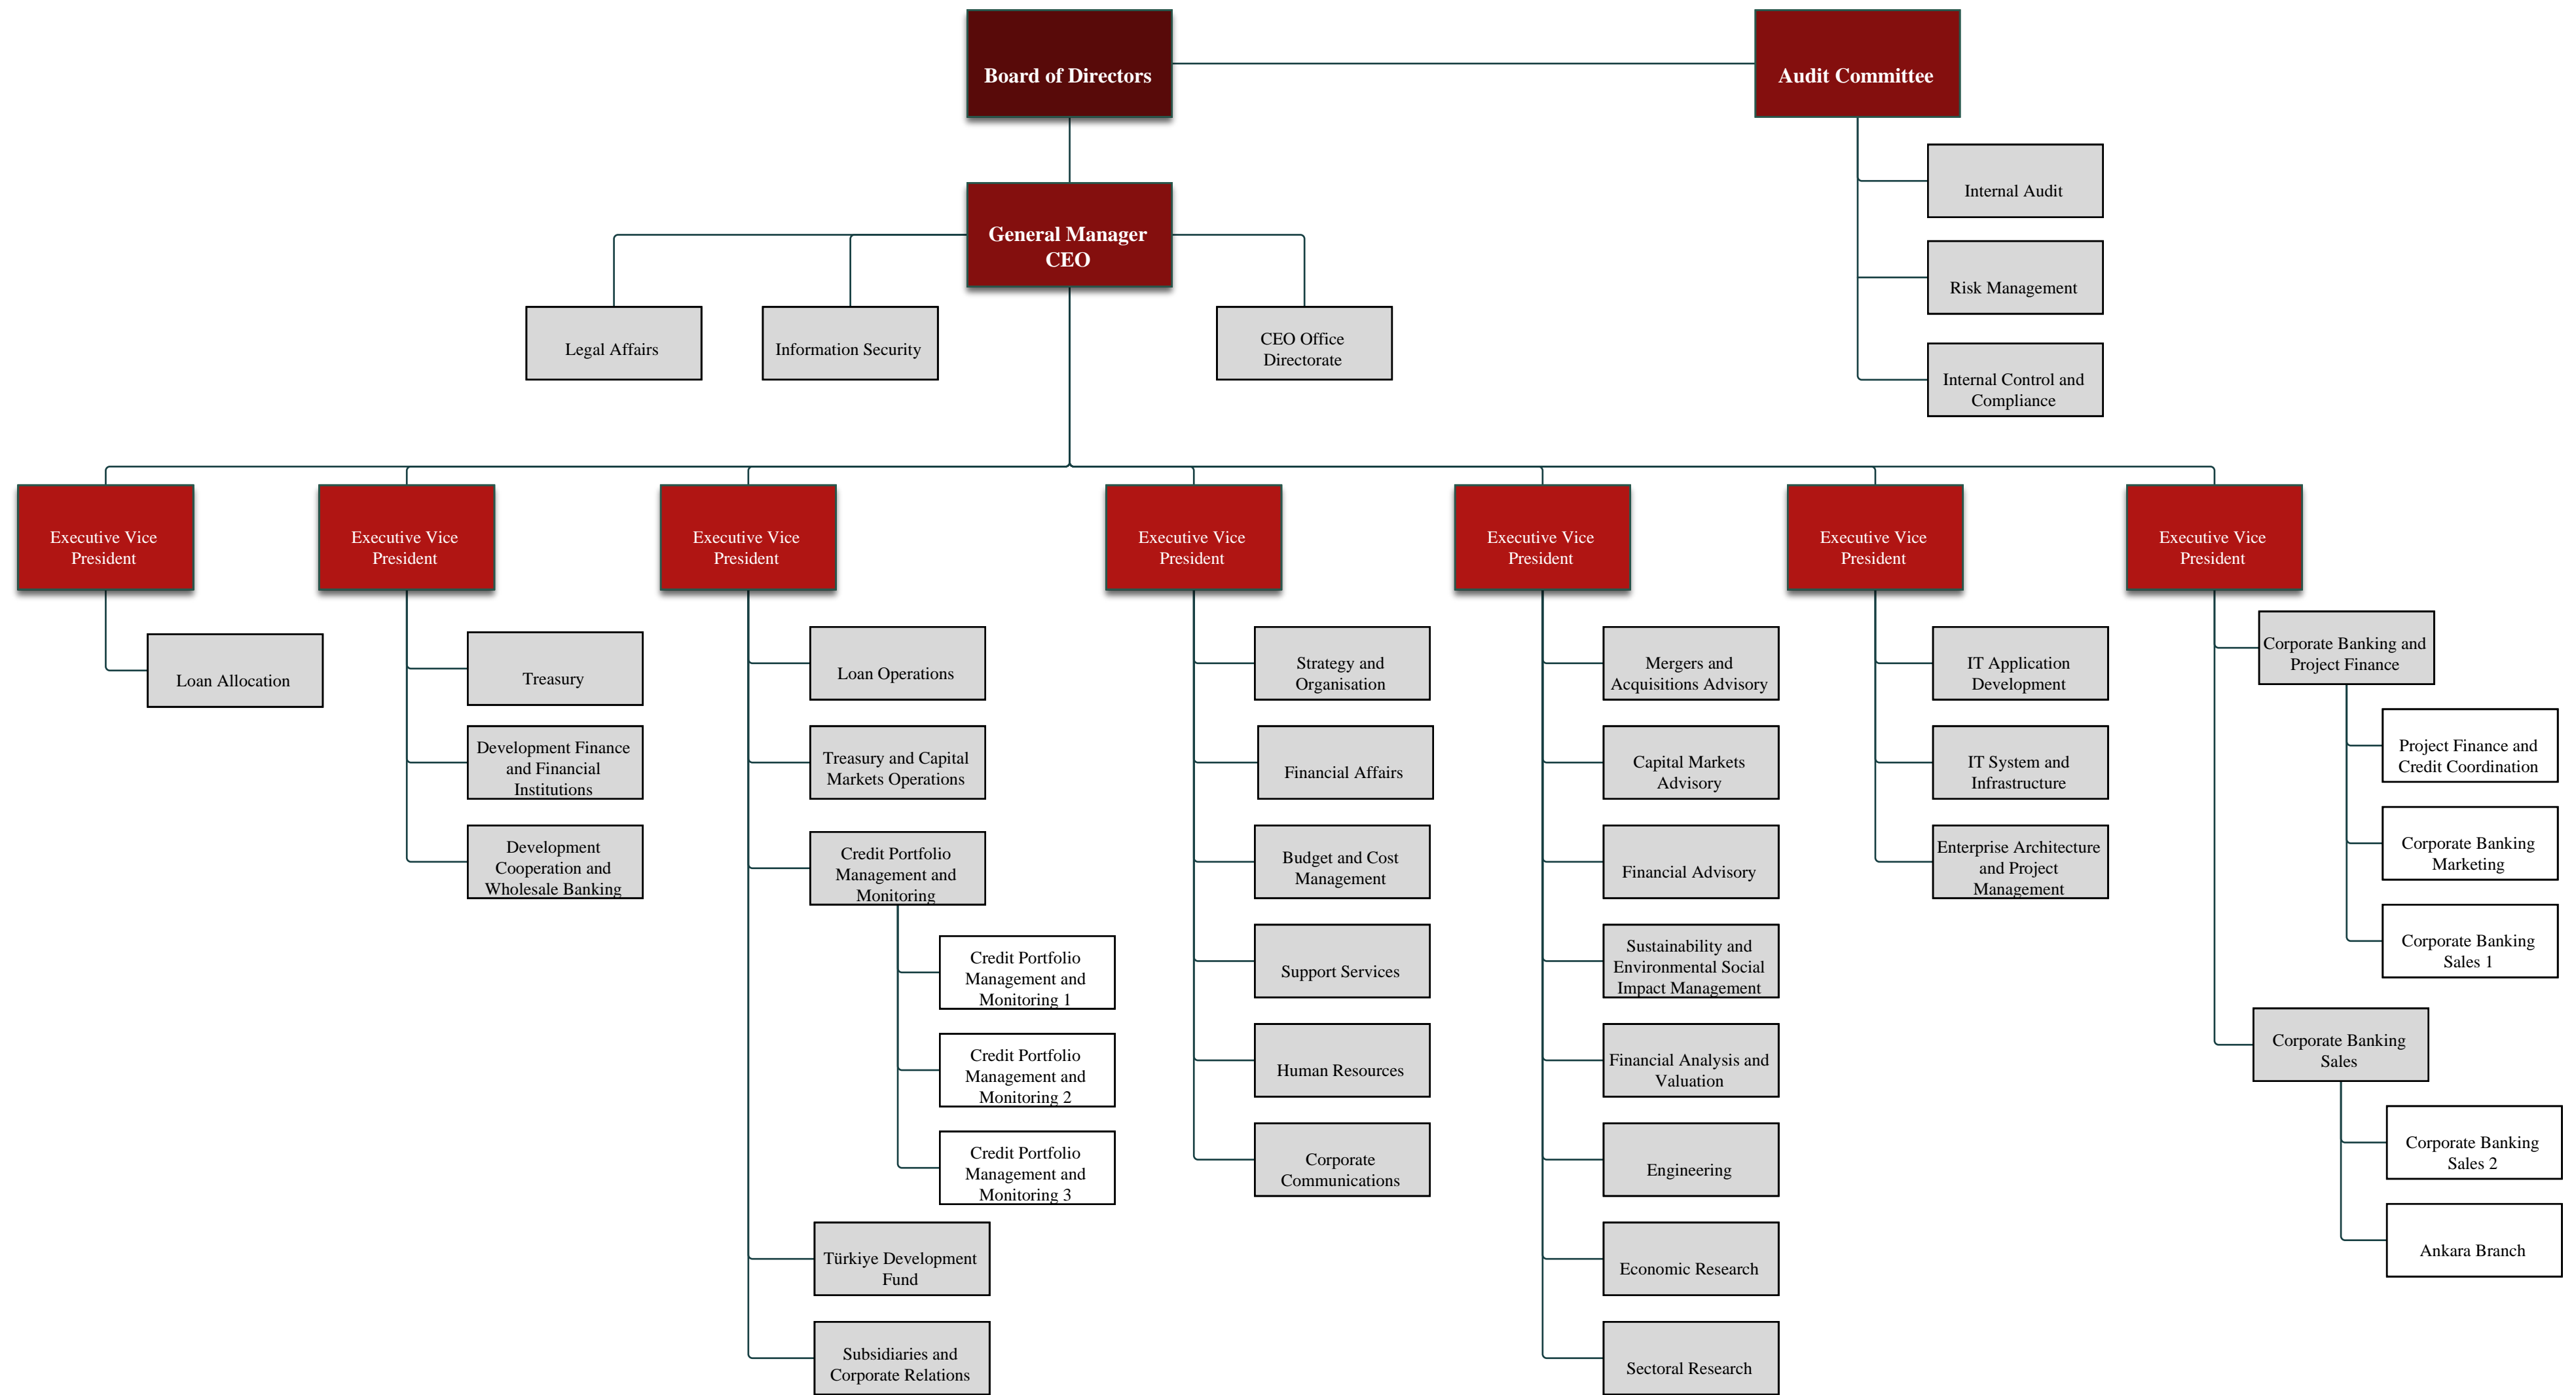 Board of Directors
Audit Committee
Internal Audit
Risk Management
Internal Control and
Compliance
General Manager
CEO
Legal Affairs
Information Security
CEO Office
Directorate
Executive Vice
President
Loan Allocation
Executive Vice
President
Treasury
Development Finance
and Financial
Institutions
Development
Cooperation and
Wholesale Banking
Executive Vice
President
Loan Operations
Treasury and Capital
Markets Operations
Credit Portfolio
Management and
Monitoring
Credit Portfolio
Management and
Monitoring 1
Credit Portfolio
Management and
Monitoring 2
Credit Portfolio
Management and
Monitoring 3
Türkiye Development
Fund
Subsidiaries and
Corporate Relations
Executive Vice
President
Strategy and
Organisation
Financial Affairs
Budget and Cost
Management
Support Services
Human Resources
Corporate
Communications
Executive Vice
President
Mergers and
Acquisitions Advisory
Capital Markets
Advisory
Financial Advisory
Sustainability and
Environmental Social
Impact Management
Financial Analysis and
Valuation
Engineering
Economic Research
Sectoral Research
Executive Vice
President
IT Application
Development
IT System and
Infrastructure
Enterprise Architecture
and Project
Management
Executive Vice
President
Corporate Banking and
Project Finance
Project Finance and
Credit Coordination
Corporate Banking
Marketing
Corporate Banking
Sales 1
Corporate Banking
Sales
Corporate Banking
Sales 2
Ankara Branch